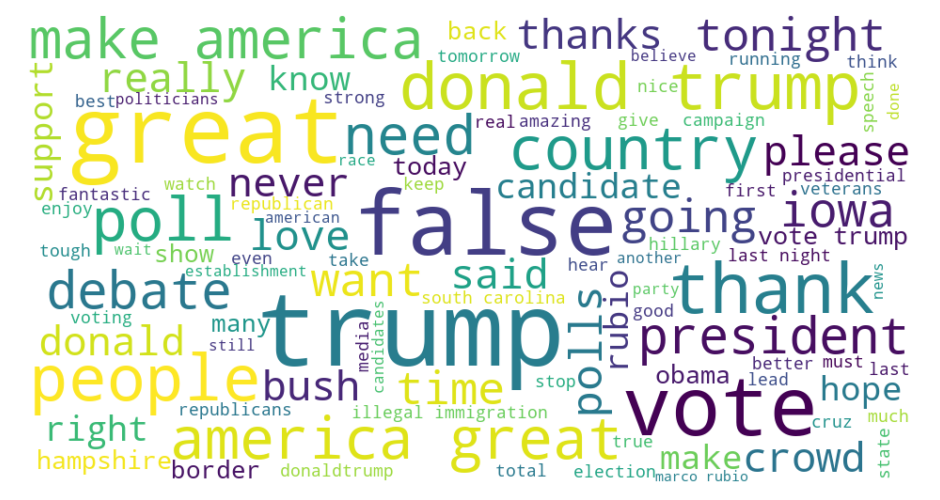 make america
back
thanks tonight
tomorrow
believe
running
think
support
really
know
donald trump
nice
speech
done
best
politicians
strong
great
need
real
amazing
give
campaign
country
please
race
today
presidential
fantastic
watch
never
keep
candidate
first
veterans
enjoy
republican
poll
american
false
going
iowa
love
tough
wait
show
even
take
hillary
vote trump
establishment
want
said
hear
another
last night
debate
south carolina
polls
rubio
party
thank
news
voting
many
trump
good
president
donald
still
media
candidates
better
must
last
people
bush
time
stop
obama
lead
hope
republicans
illegal immigration
vote
cruz
much
right
america great
true
make
crowd
state
hampshire
border
donaldtrump
total
election
marco rubio